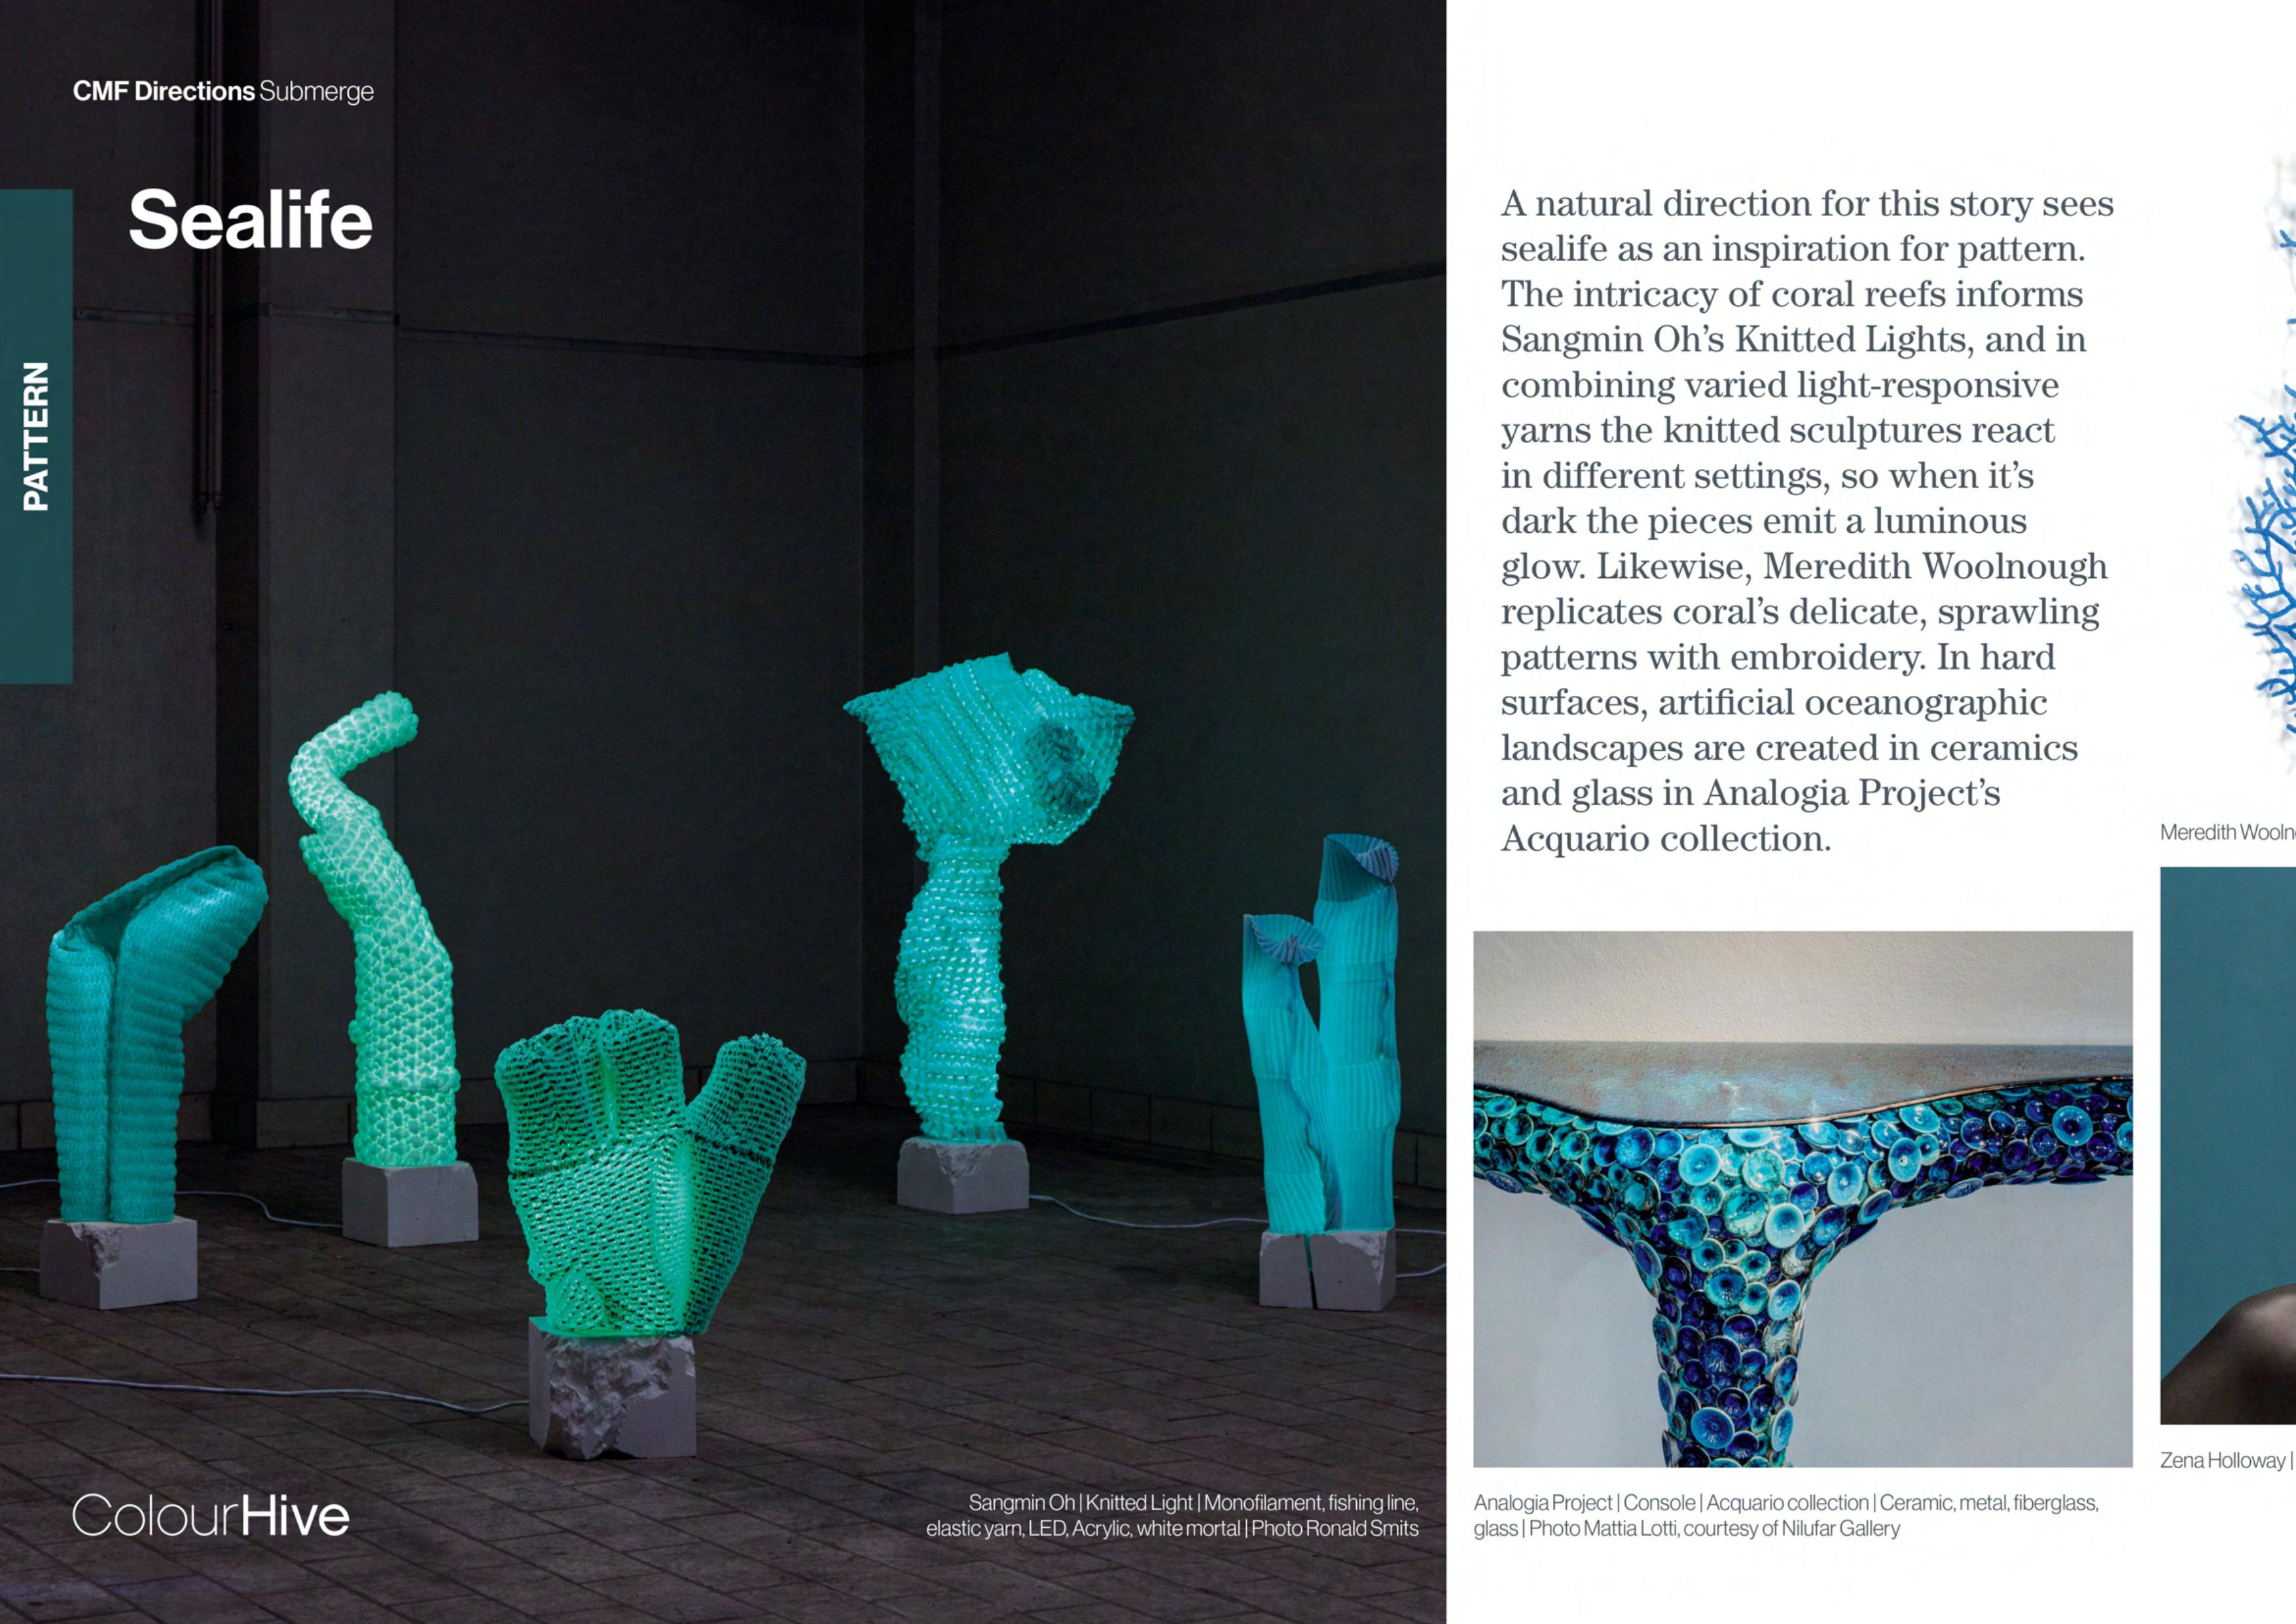 CMF Directions Submerge
Sealife
PATTERN
ColourHive
Sangmin Oh | Knitted Light | Monofilament, fishing line,
elastic yarn, LED, Acrylic, white mortal | Photo Ronald Smits
A natural direction for this story sees
sealife as an inspiration for pattern.
The intricacy of coral reefs informs
Sangmin Oh’s Knitted Lights, and in
combining varied light-responsive
yarns the knitted sculptures react
in different settings, so when it’s
dark the pieces emit a luminous
glow. Likewise, Meredith Woolnough
replicates coral’s delicate, sprawling
patterns with embroidery. In hard
surfaces, artificial oceanographic
landscapes are created in ceramics
and glass in Analogia Project’s
Acquario collection.
Analogia Project | Console | Acquario collection | Ceramic, metal, fiberglass,
glass | Photo Mattia Lotti, courtesy of Nilufar Gallery
Meredith
Zena Holloway |